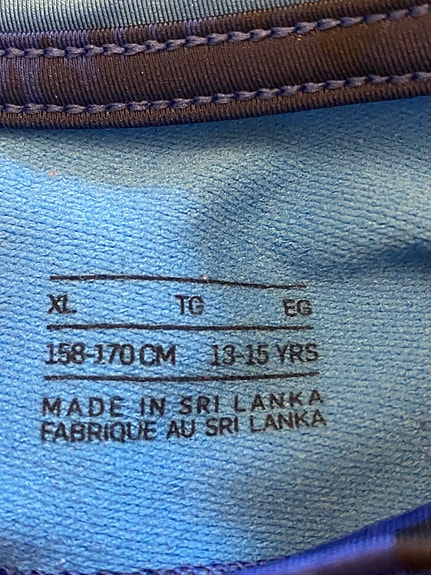 XL TG EG
158-170 CM 13-15 YRS
MADE IN SRI LANKA
FABRIQUE AU SRI LANKA